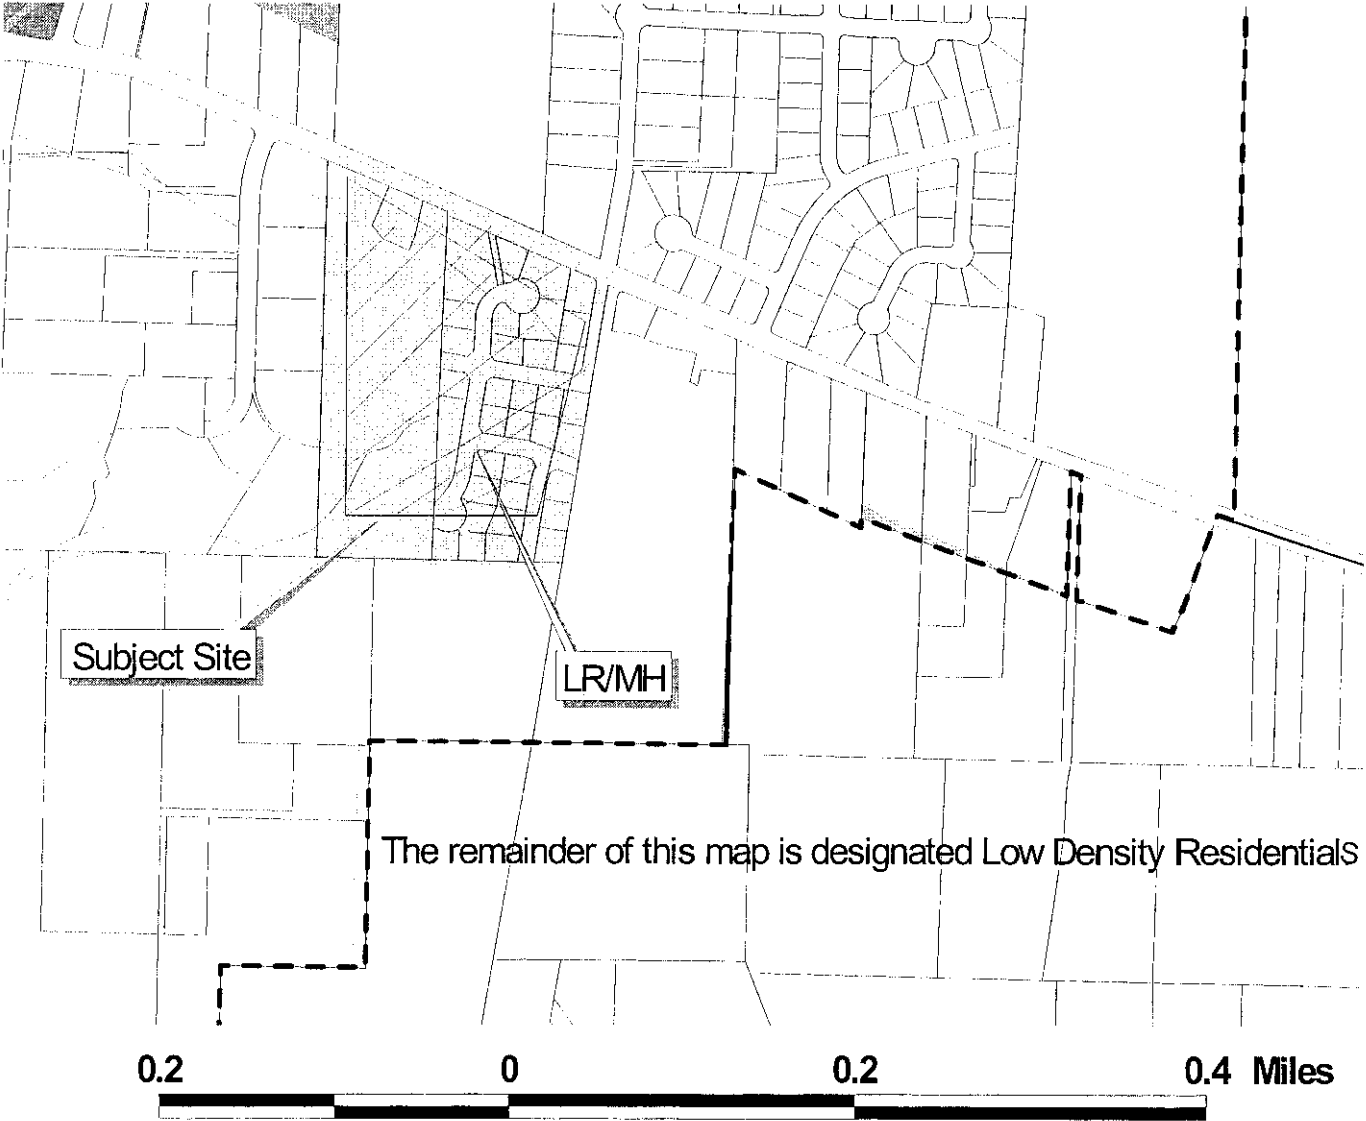 Subject Site
LR/MH
The remainder of this map is designated Low Density Residentials
0.2 0 0.2 0.4 Miles